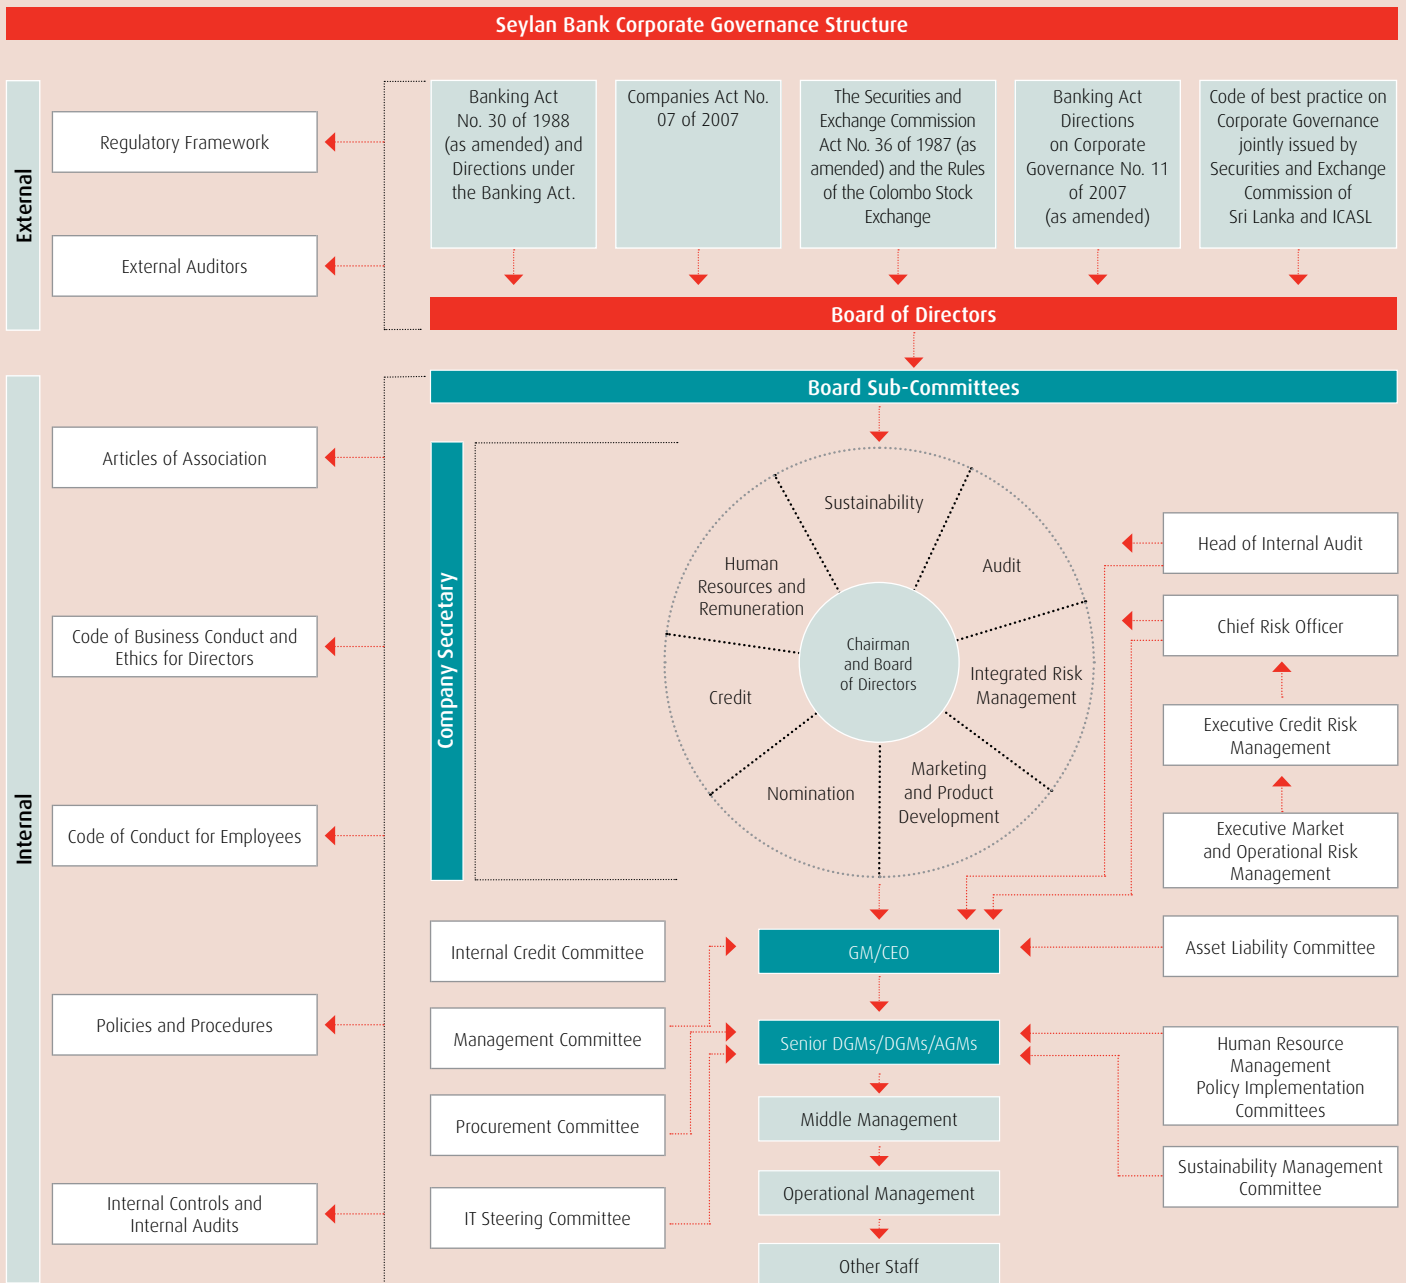 Seylan Bank Corporate Governance Structure
External
Regulatory Framework
External Auditors
Banking Act
No. 30 of 1988
(as amended) and
Directions under
the Banking Act.
Companies Act No.
07 of 2007
The Securities and
Exchange Commission
Act No. 36 of 1987 (as
amended) and the Rules
of the Colombo Stock
Exchange
Banking Act
Directions
on Corporate
Governance No. 11
of 2007
(as amended)
Code of best practice on
Corporate Governance
jointly issued by
Securities and Exchange
Commission of
Sri Lanka and ICASL
Board of Directors
Board Sub-Committees
Internal
Articles of Association
Code of Business Conduct and
Ethics for Directors
Code of Conduct for Employees
Policies and Procedures
Internal Controls and
Internal Audits
Company Secretary
Sustainability
Audit
Integrated Risk
Management
Marketing
and Product
Development
Nomination
Credit
Human
Resources and
Remuneration
Chairman
and Board
of Directors
Head of Internal Audit
Chief Risk Officer
Executive Credit Risk
Management
Executive Market
and Operational Risk
Management
Asset Liability Committee
Human Resource
Management
Policy Implementation
Committees
Sustainability Management
Committee
Internal Credit Committee
Management Committee
Procurement Committee
IT Steering Committee
GM/CEO
Senior DGMs/DGMs/AGMs
Middle Management
Operational Management
Other Staff